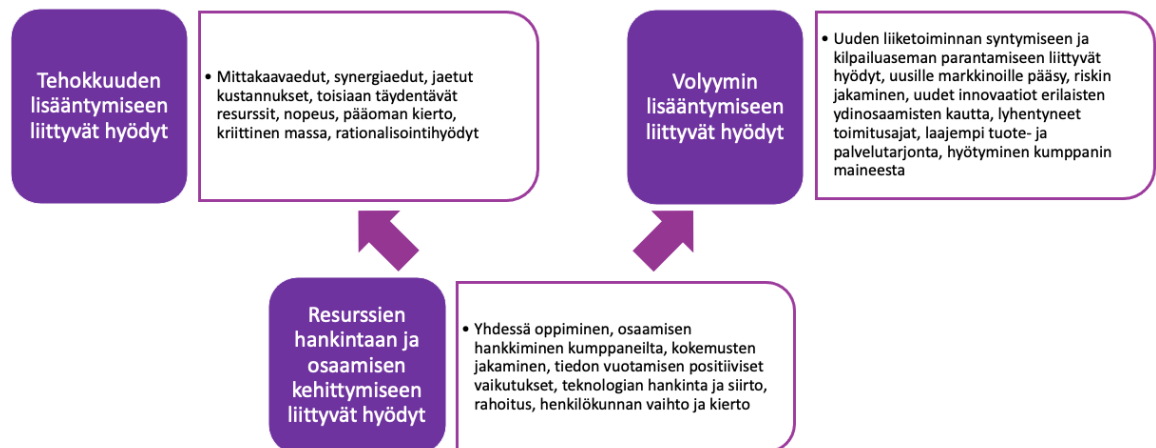 Tehokkuuden
lisääntymiseen
liittyvät hyödyt
• Mittakaavaedut, synergiaedut, jaetut
kustannukset, toisiaan täydentävät
resurssit, nopeus, pääoman kierto,
kriittinen massa, rationalisointihyödyt
Volyymin
lisääntymiseen
liittyvät hyödyt
• Uuden liiketoiminnan syntymiseen ja
kilpailuaseman parantamiseen liittyvät
hyödyt, uusille markkinoille pääsy, riskin
jakaminen, uudet innovaatiot erilaisten
ydinosaamisten kautta, lyhentyneet
toimitusajat, laajempi tuote- ja
palvelutarjonta, hyötyminen kumppanin
maineesta
Resurssien
hankintaan ja
osaamisen
kehittymiseen
liittyvät hyödyt
• Yhdessä oppiminen, osaamisen
hankkiminen kumppaneilta, kokemusten
jakaminen, tiedon vuotamisen positiiviset
vaikutukset, teknologian hankinta ja siirto,
rahoitus, henkilökunnan vaihto ja kierto